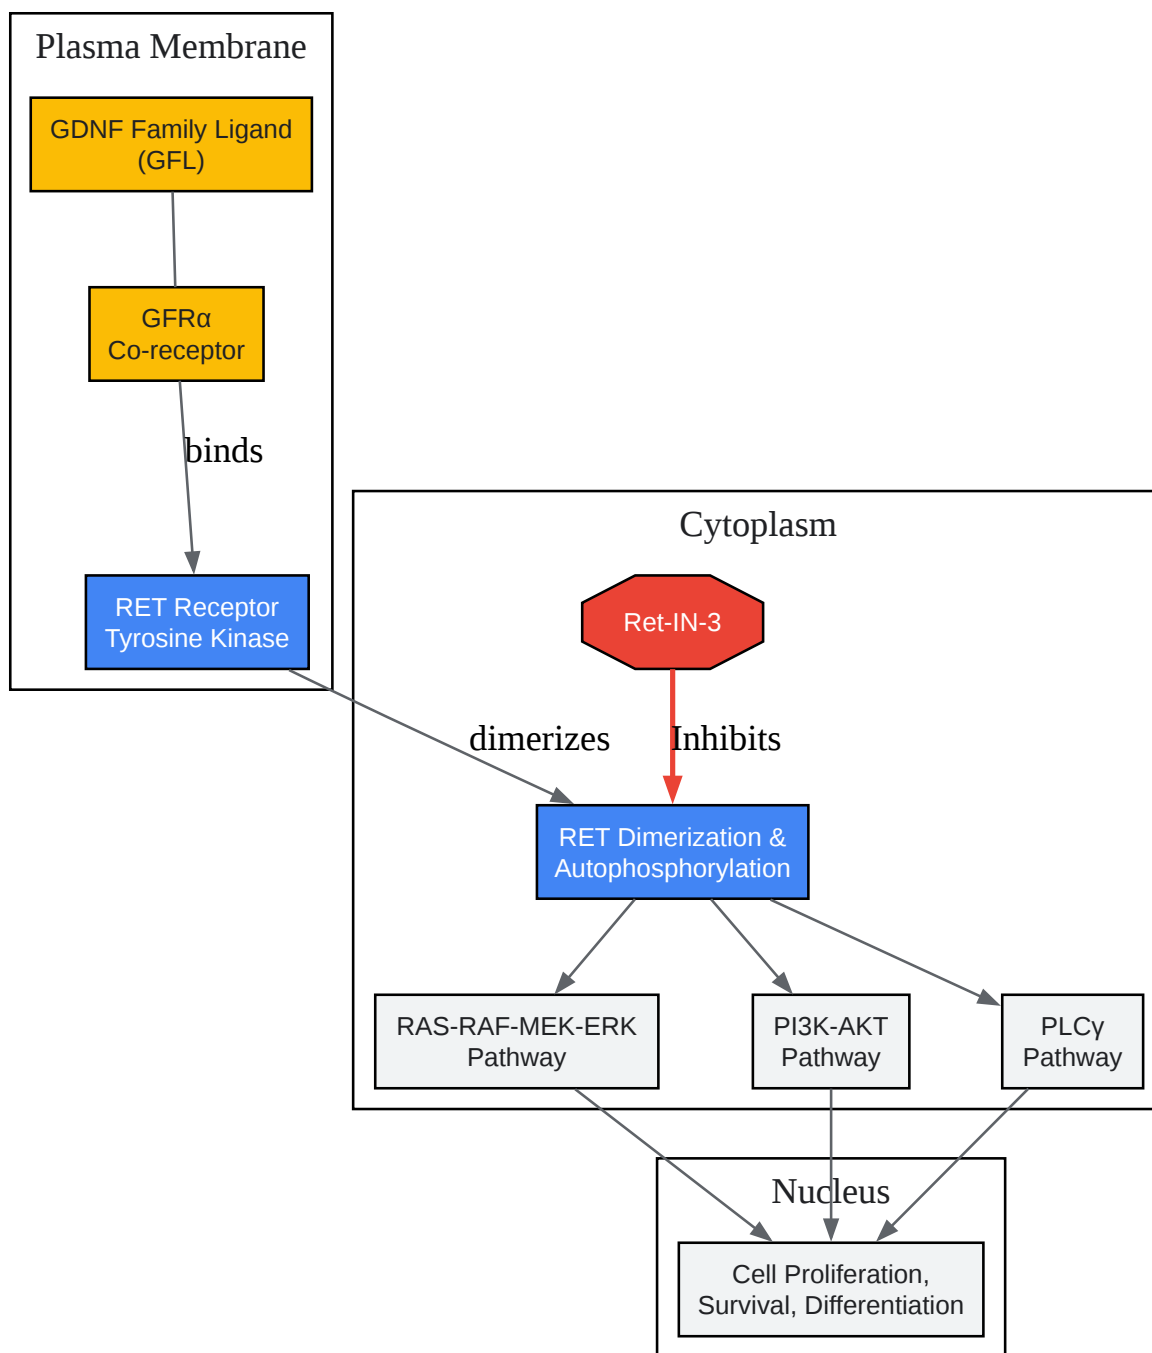 Plasma Membrane
GDNF Family Ligand
(GFL)
GFRα
Co-receptor
binds
RET Receptor
Tyrosine Kinase
Cytoplasm
Ret-IN-3
dimerizes
Inhibits
RET Dimerization &
Autophosphorylation
RAS-RAF-MEK-ERK
Pathway
PI3K-AKT
Pathway
PLCγ
Pathway
Nucleus
Cell Proliferation,
Survival, Differentiation